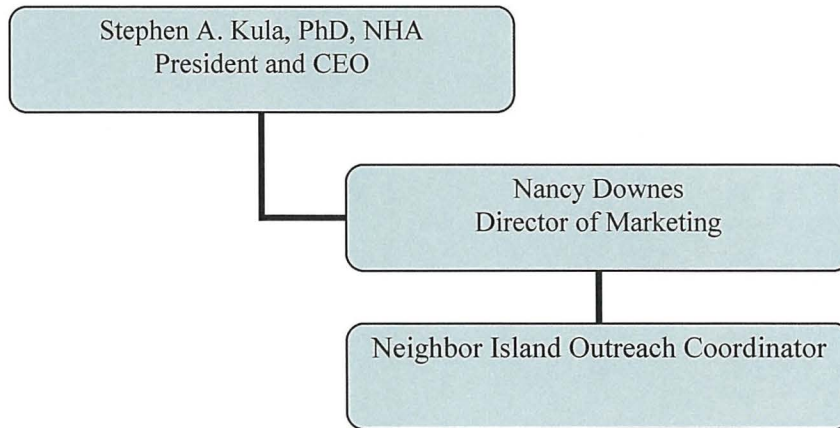 Stephen A. Kula, PhD, NHA
President and CEO
Nancy Downes
Director of Marketing
Neighbor Island Outreach Coordinator